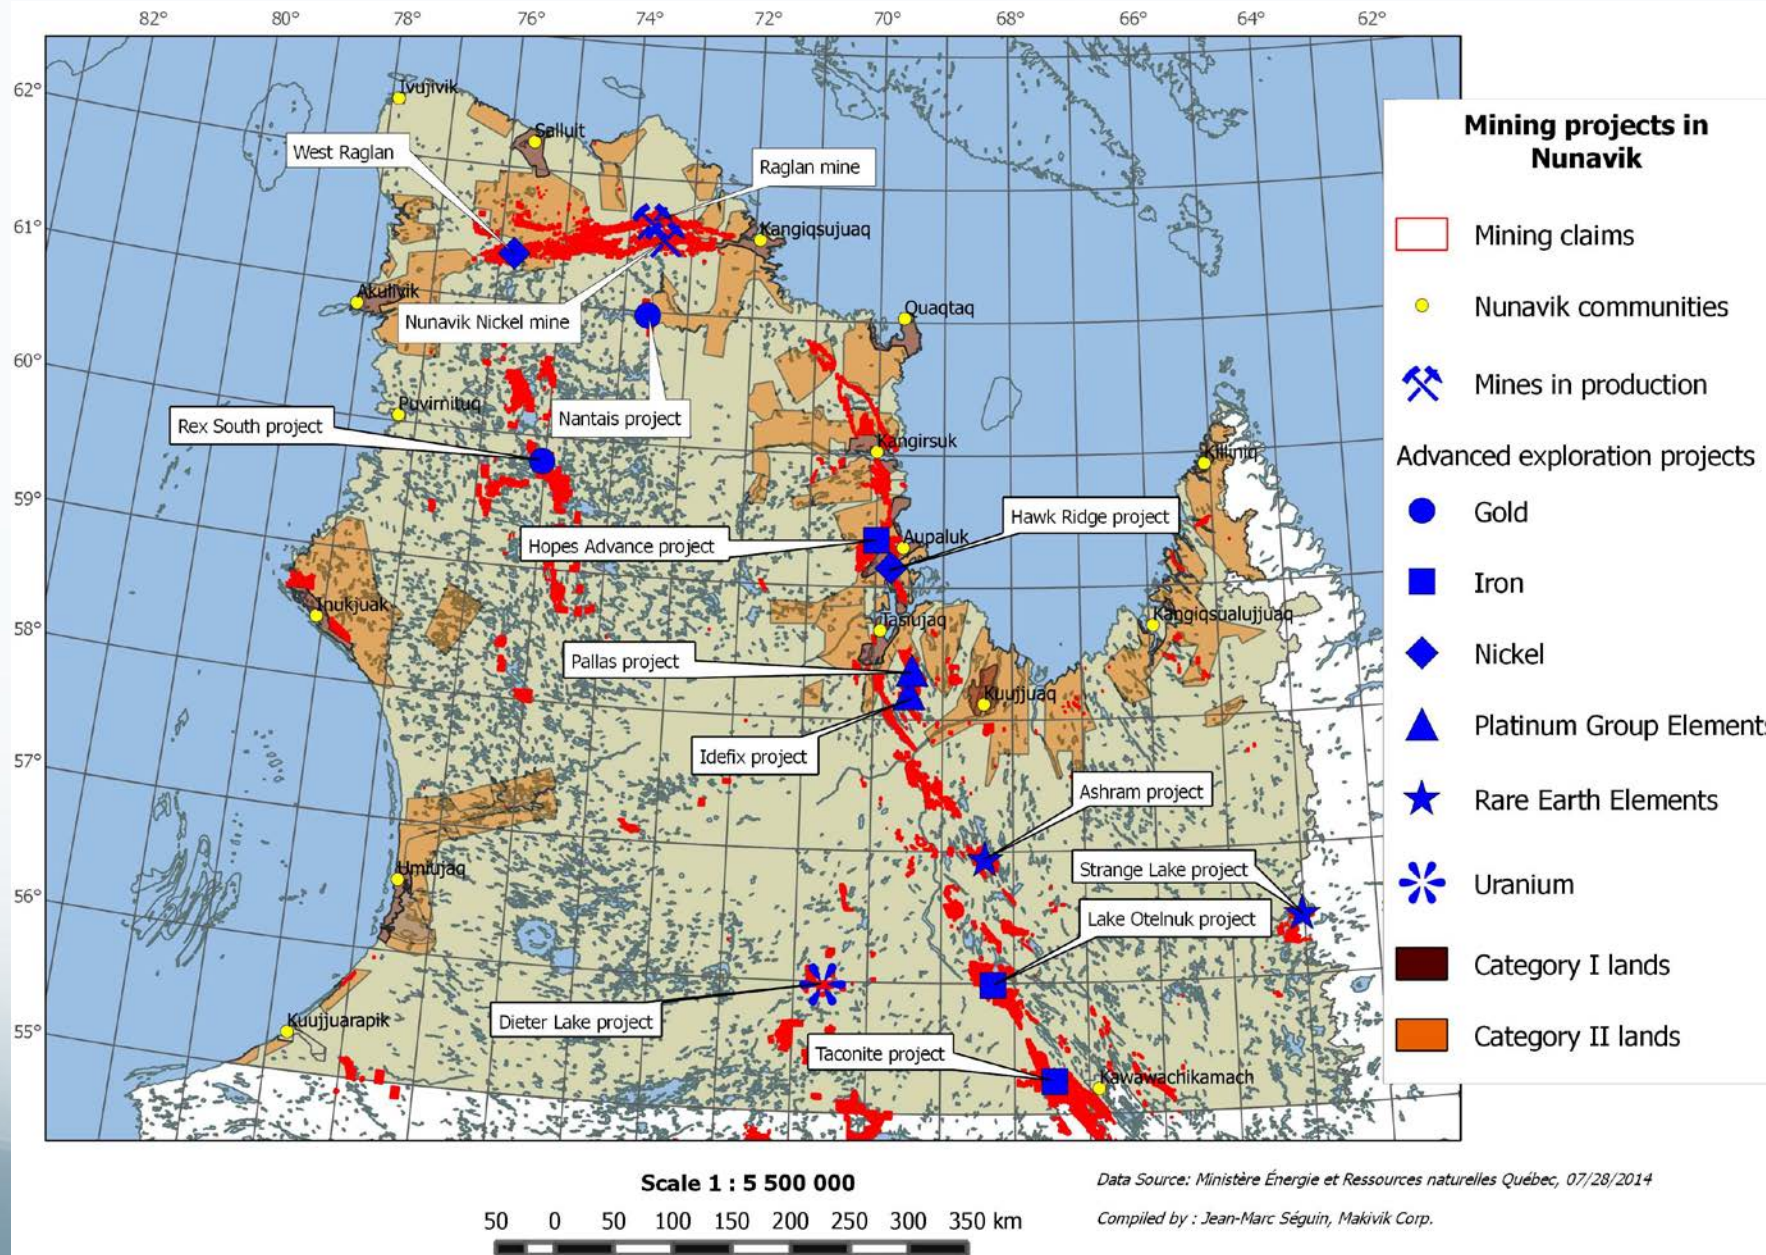 82° 80° 78° 76° 74° 72° 70° 68° 66° 64° 62°
62°
61°
60°
59°
58°
57°
56°
55°
Ivujivik
Salluit
West Raglan
Raglan mine
Kangiqsujuaq
Akulivik
Nunavik Nickel mine
Quaqtaq
Puvirnituq
Nantais project
Rex South project
Kangirsuk
Killiniq
Hawk Ridge project
Hopes Advance project
Aupaluk
Inukjuak
Tasiujaq
Kangiqsualujjuaq
Pallas project
Kuujjuaq
Idefix project
Ashram project
Strange Lake project
Umiujaq
Lake Otelnuk project
Dieter Lake project
Kuujjuarapik
Taconite project
Kawawachikamach
Mining projects in
Nunavik
Mining claims
Nunavik communities
Mines in production
Advanced exploration projects
Gold
Iron
Nickel
Platinum Group Elements
Rare Earth Elements
Uranium
Category I lands
Category II lands
Scale 1 : 5 500 000
50 0 50 100 150 200 250 300 350 km
Data Source: Ministère Énergie et Ressources naturelles Québec, 07/28/2014
Compiled by : Jean-Marc Séguin, Makivik Corp.